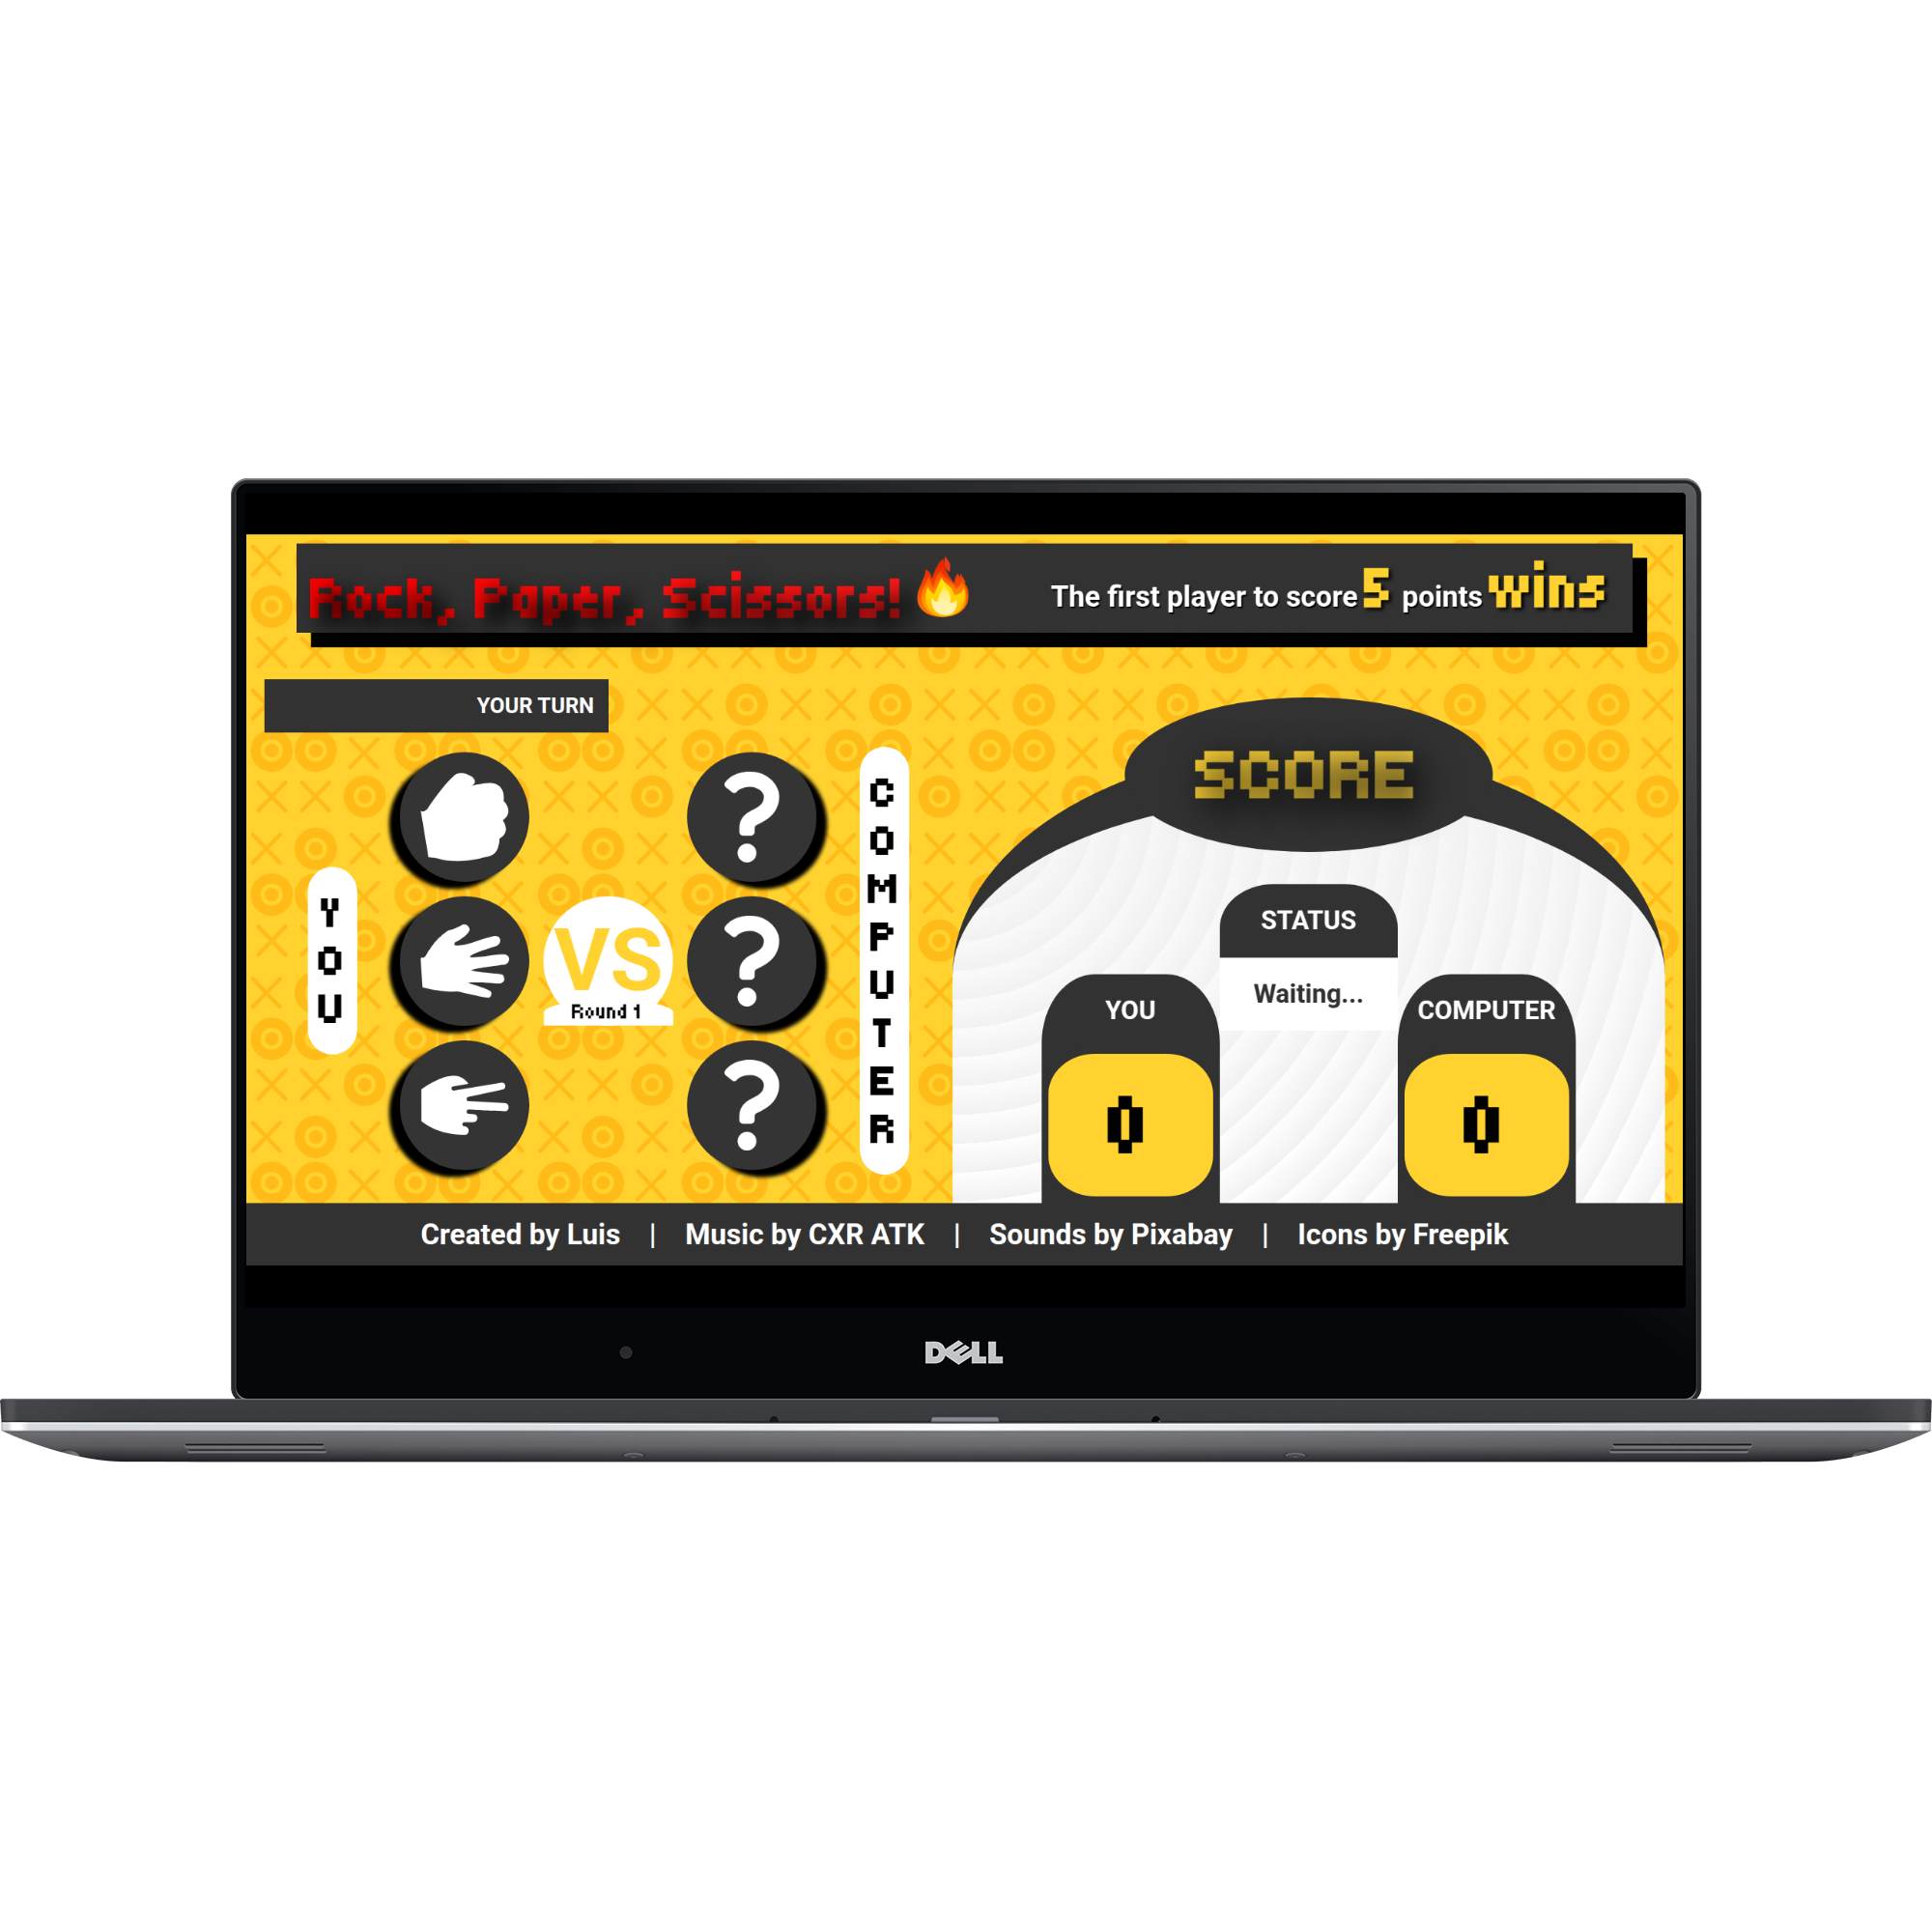 Rock, Paper, Scissors!
The first player to score 5 points wins
YOUR TURN
YOU
VS
Round 1
COMPUTER
SCORE
STATUS
Waiting...
YOU
0
COMPUTER
0
Created by Luis | Music by CXR ATK | Sounds by Pixabay | Icons by Freepik
DELL